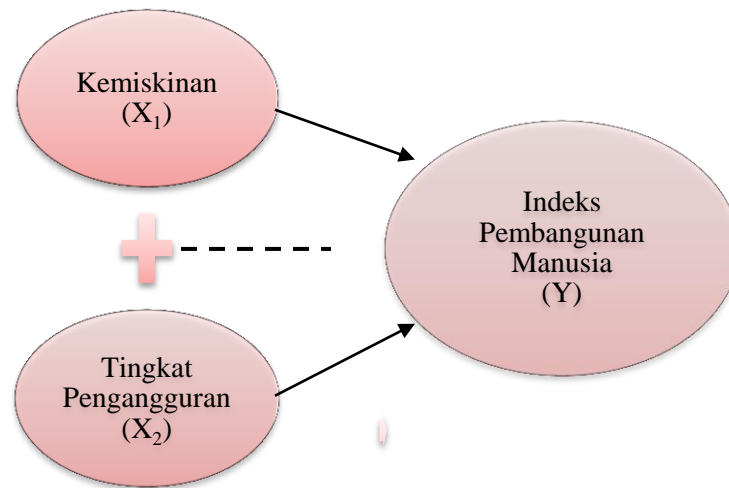 Kemiskinan
(X₁)
Indeks
Pembangunan
Manusia
(Y)
Tingkat
Pengangguran
(X₂)